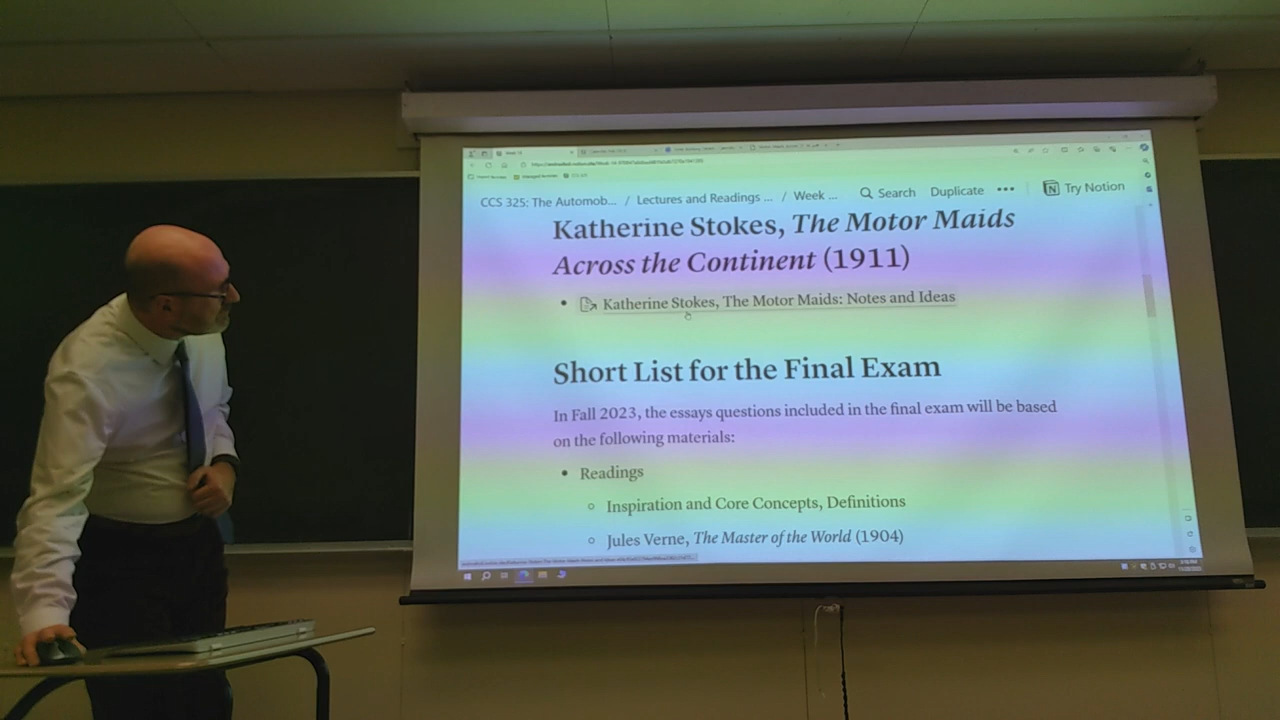 CCS 325: The Automob... / Lectures and Readings ... / Week ... Search Duplicate ••• Try Notion
Katherine Stokes, The Motor Maids
Across the Continent (1911)
• Katherine Stokes, The Motor Maids: Notes and Ideas
Short List for the Final Exam
In Fall 2023, the essays questions included in the final exam will be based
on the following materials:
• Readings
○ Inspiration and Core Concepts, Definitions
○ Jules Verne, The Master of the World (1904)